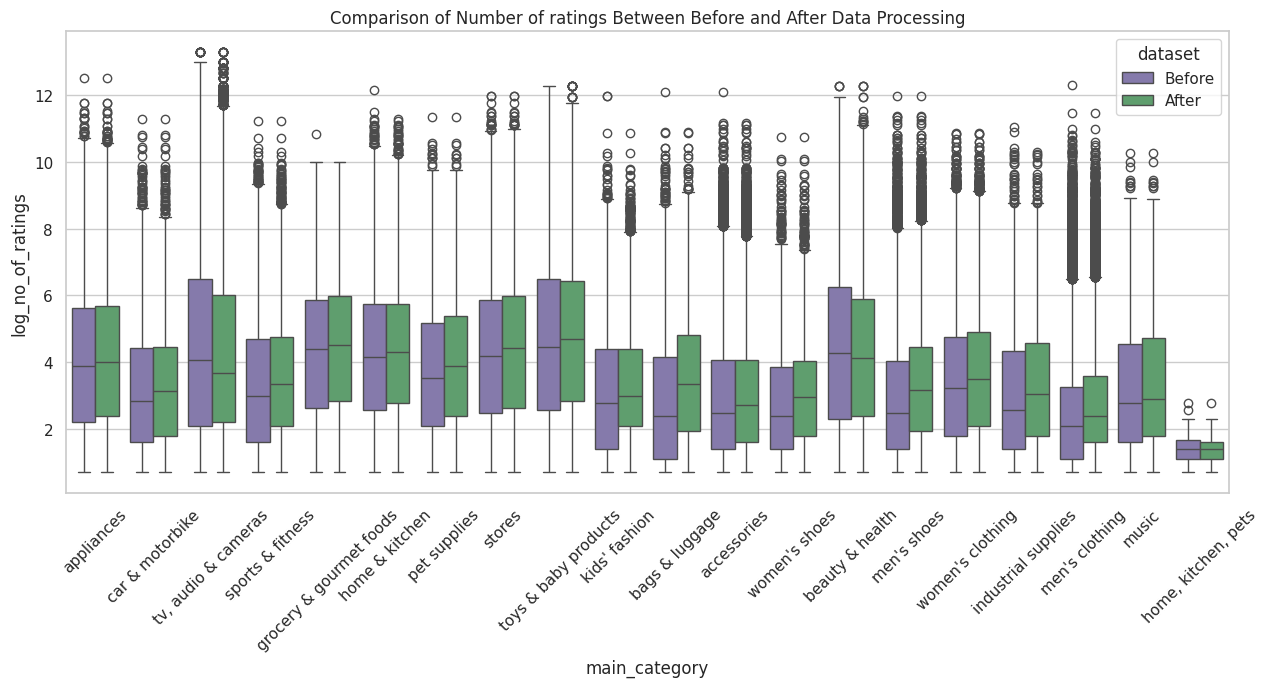 Comparison of Number of ratings Between Before and After Data Processing
dataset
Before
After
log_no_of_ratings
12
10
8
6
4
2
appliances
car & motorbike
tv, audio & cameras
sports & fitness
grocery & gourmet foods
home & kitchen
pet supplies
stores
toys & baby products
kids' fashion
bags & luggage
accessories
women's shoes
beauty & health
men's shoes
women's clothing
industrial supplies
men's clothing
music
home, kitchen, pets
main_category